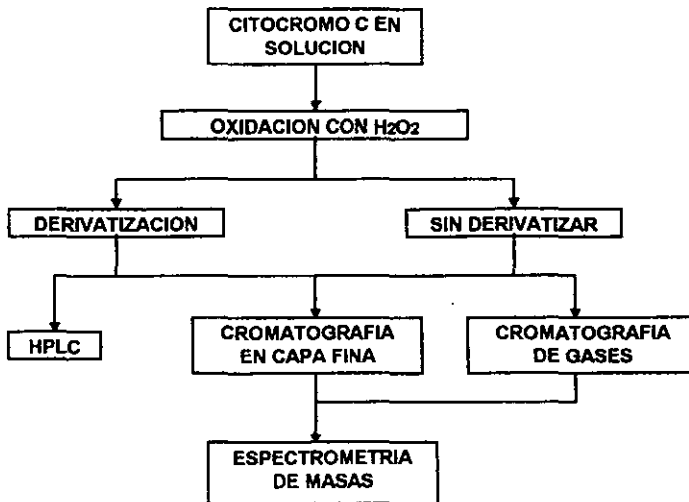 CITOCROMO C EN
SOLUCION
OXIDACION CON H2O2
DERIVATIZACION
SIN DERIVATIZAR
HPLC
CROMATOGRAFIA
EN CAPA FINA
CROMATOGRAFIA
DE GASES
ESPECTROMETRIA
DE MASAS